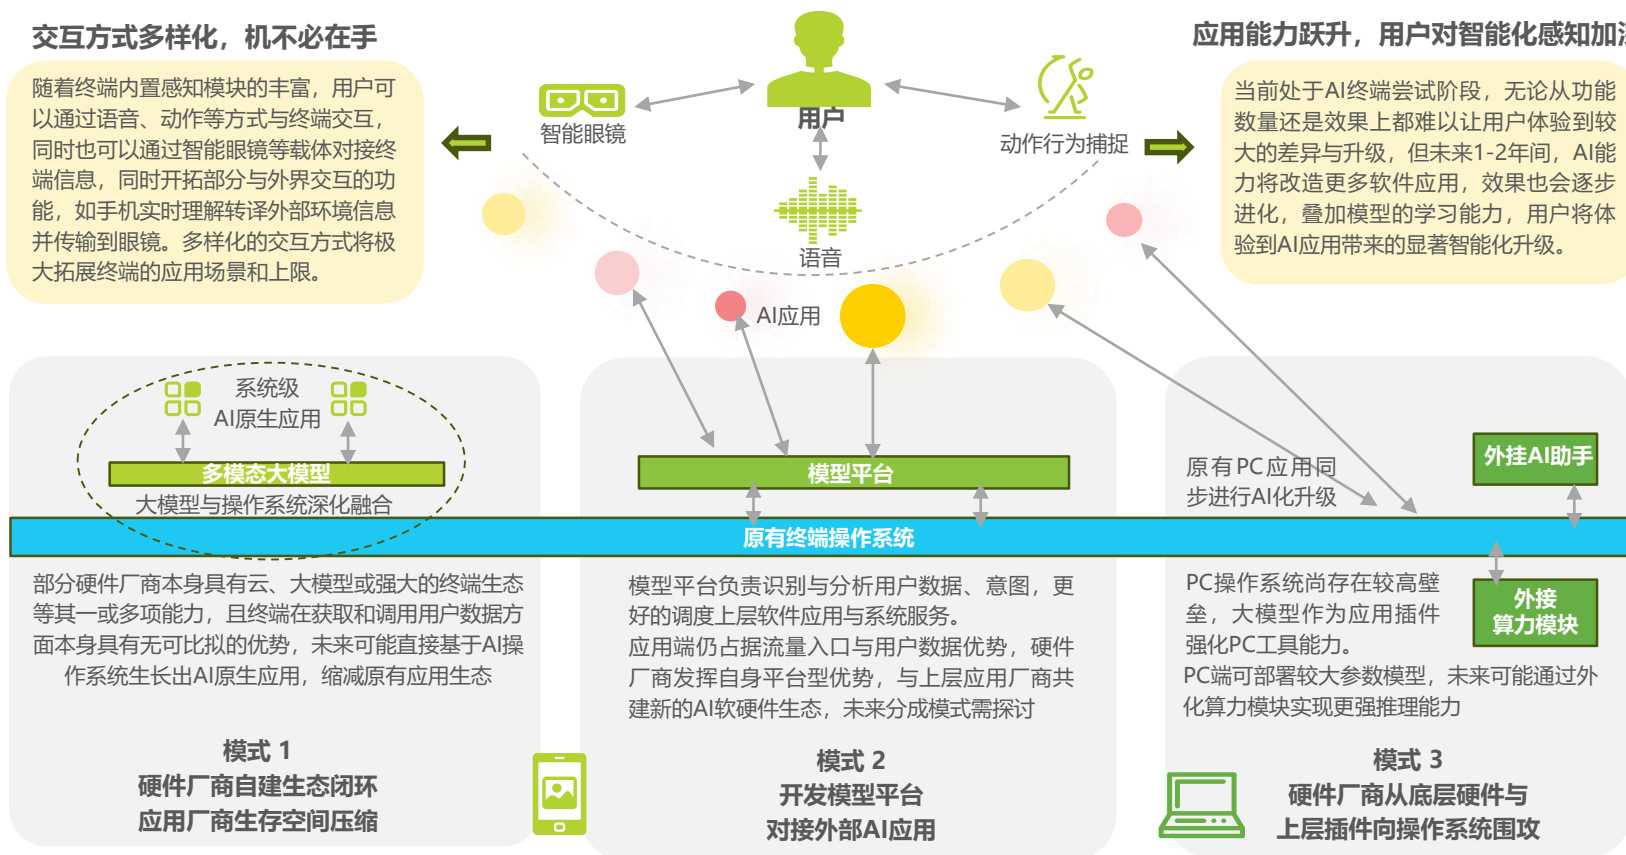 交互方式多样化，机不必在手
随着终端内置感知模块的丰富，用户可
以通过语音、动作等方式与终端交互，
同时也可以通过智能眼镜等载体对接终
端信息，同时开拓部分与外界交互的功
能，如手机实时理解转译外部环境信息
并传输到眼镜。多样化的交互方式将极
大拓展终端的应用场景和上限。
智能眼镜
用户
动作行为捕捉
语音
AI应用
应用能力跃升，用户对智能化感知加
当前处于AI终端尝试阶段，无论从功能
数量还是效果上都难以让用户体验到较
大的差异与升级，但未来1-2年间，AI能
力将改造更多软件应用，效果也会逐步
进化，叠加模型的学习能力，用户将体
验到AI应用带来的显著智能化升级。
系统级
AI原生应用
多模态大模型
大模型与操作系统深化融合
模型平台
原有PC应用同
步进行AI化升级
外挂AI助手
原有终端操作系统
部分硬件厂商本身具有云、大模型或强大的终端生态
等其一或多项能力，且终端在获取和调用用户数据方
面本身具有无可比拟的优势，未来可能直接基于AI操
作系统生长出AI原生应用，缩减原有应用生态
模式 1
硬件厂商自建生态闭环
应用厂商生存空间压缩
模型平台负责识别与分析用户数据、意图，更
好的调度上层软件应用与系统服务。
应用端仍占据流量入口与用户数据优势，硬件
厂商发挥自身平台型优势，与上层应用厂商共
建新的AI软硬件生态，未来分成模式需探讨
模式 2
开发模型平台
对接外部AI应用
PC操作系统尚存在较高壁
垒，大模型作为应用插件
强化PC工具能力。
PC端可部署较大参数模型，未来可能通过外
化算力模块实现更强推理能力
外接
算力模块
模式 3
硬件厂商从底层硬件与
上层插件向操作系统围攻